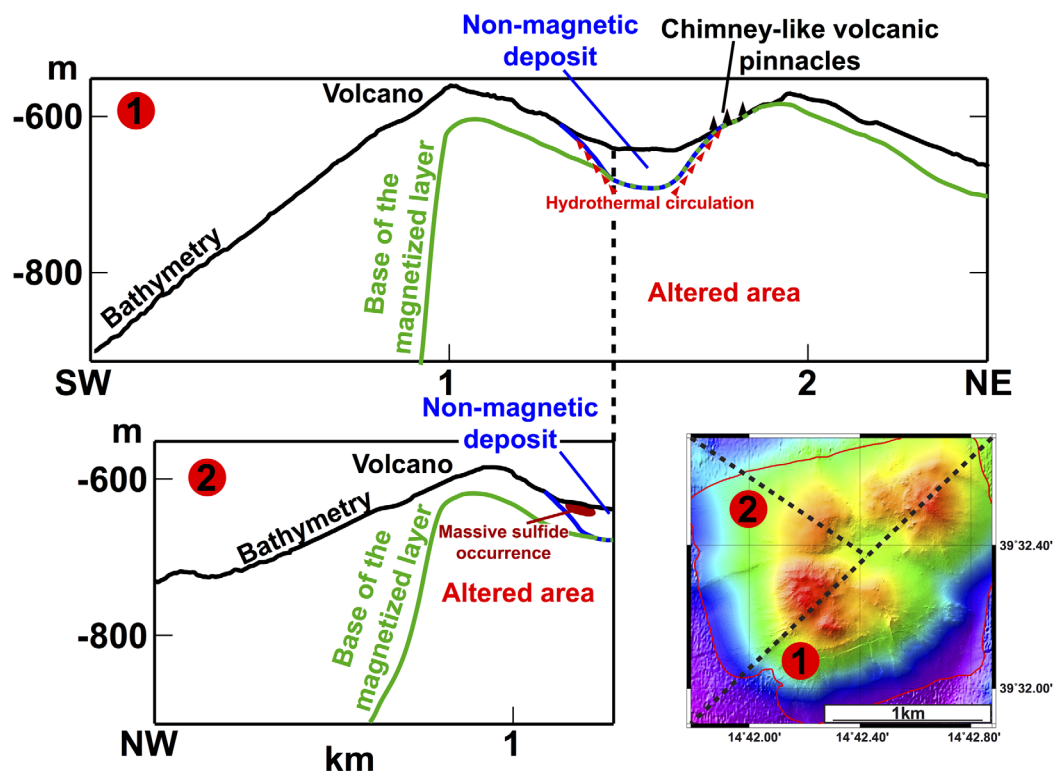 Non-magnetic
deposit
Chimney-like volcanic
pinnacles
m
1
Volcano
-600
-800
Bathymetry
Base of the
magnetized layer
Hydrothermal circulation
Altered area
SW
1
2
NE
Non-magnetic
deposit
m
2
Volcano
-600
-800
Bathymetry
Massive sulfide
occurrence
Base of the
magnetized layer
Altered area
NW
km
1
2
1
39°32.40'
39°32.00'
1km
14°42.00'
14°42.40'
14°42.80'